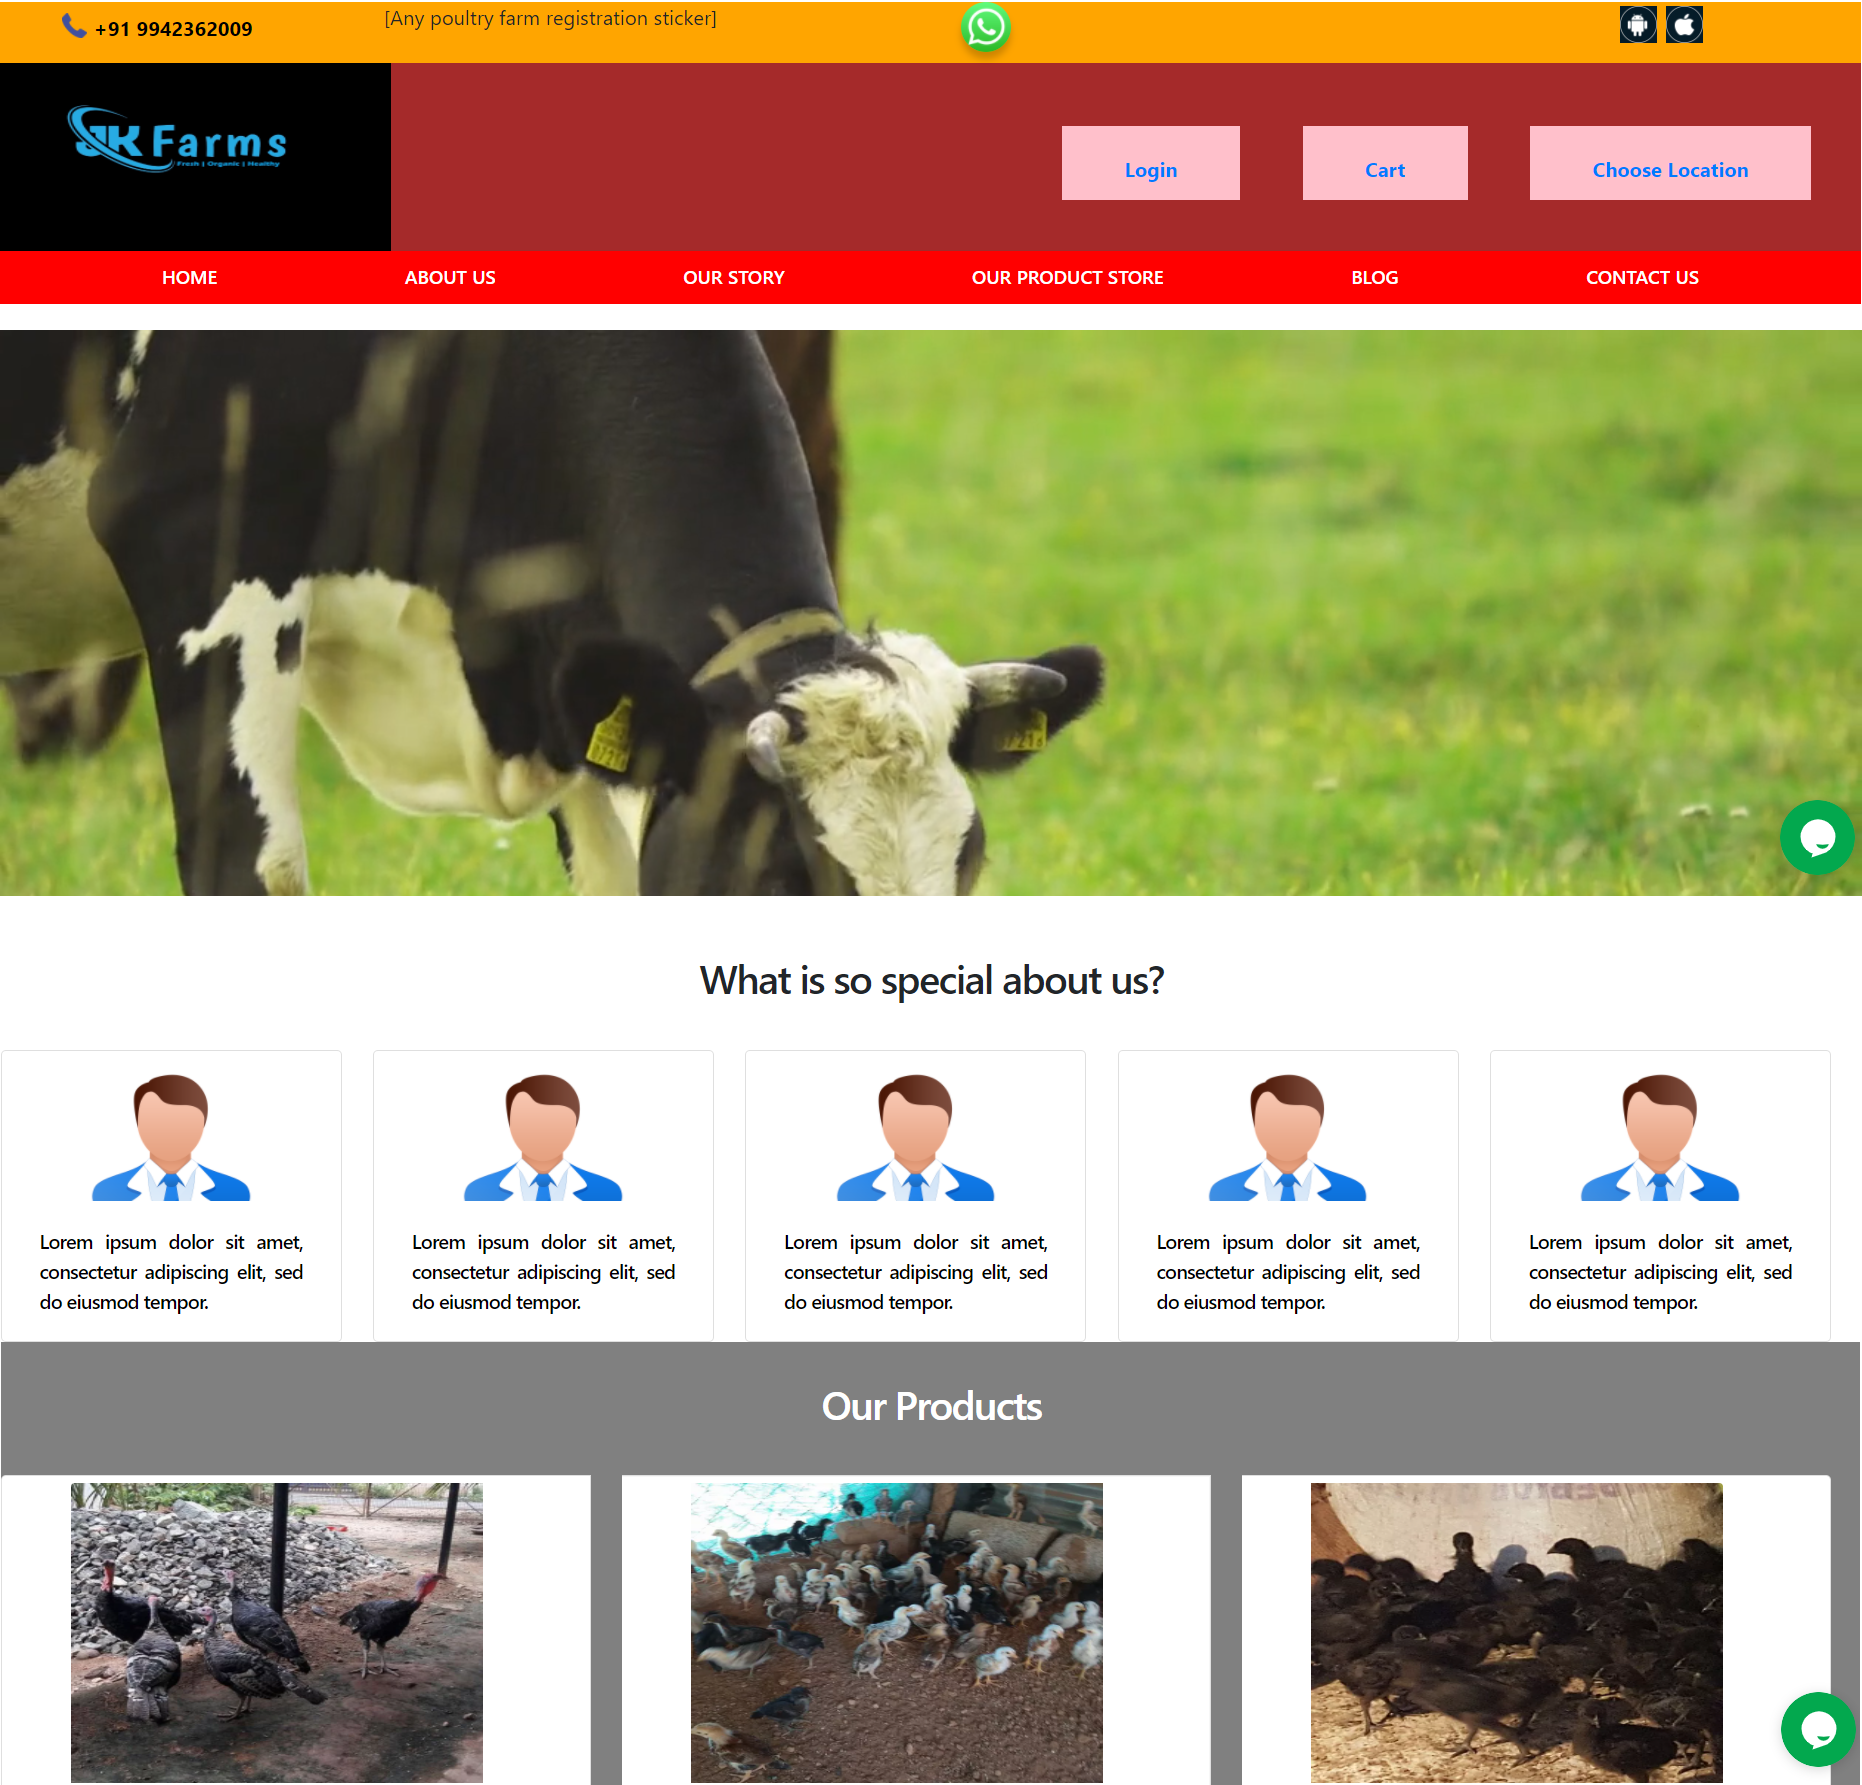 +91 9942362009
[Any poultry farm registration sticker]
JK Farms
Fresh | Organic | Healthy
Login
Cart
Choose Location
HOME
ABOUT US
OUR STORY
OUR PRODUCT STORE
BLOG
CONTACT US
What is so special about us?
Lorem ipsum dolor sit amet,
consectetur adipiscing elit, sed
do eiusmod tempor.
Lorem ipsum dolor sit amet,
consectetur adipiscing elit, sed
do eiusmod tempor.
Lorem ipsum dolor sit amet,
consectetur adipiscing elit, sed
do eiusmod tempor.
Lorem ipsum dolor sit amet,
consectetur adipiscing elit, sed
do eiusmod tempor.
Lorem ipsum dolor sit amet,
consectetur adipiscing elit, sed
do eiusmod tempor.
Our Products